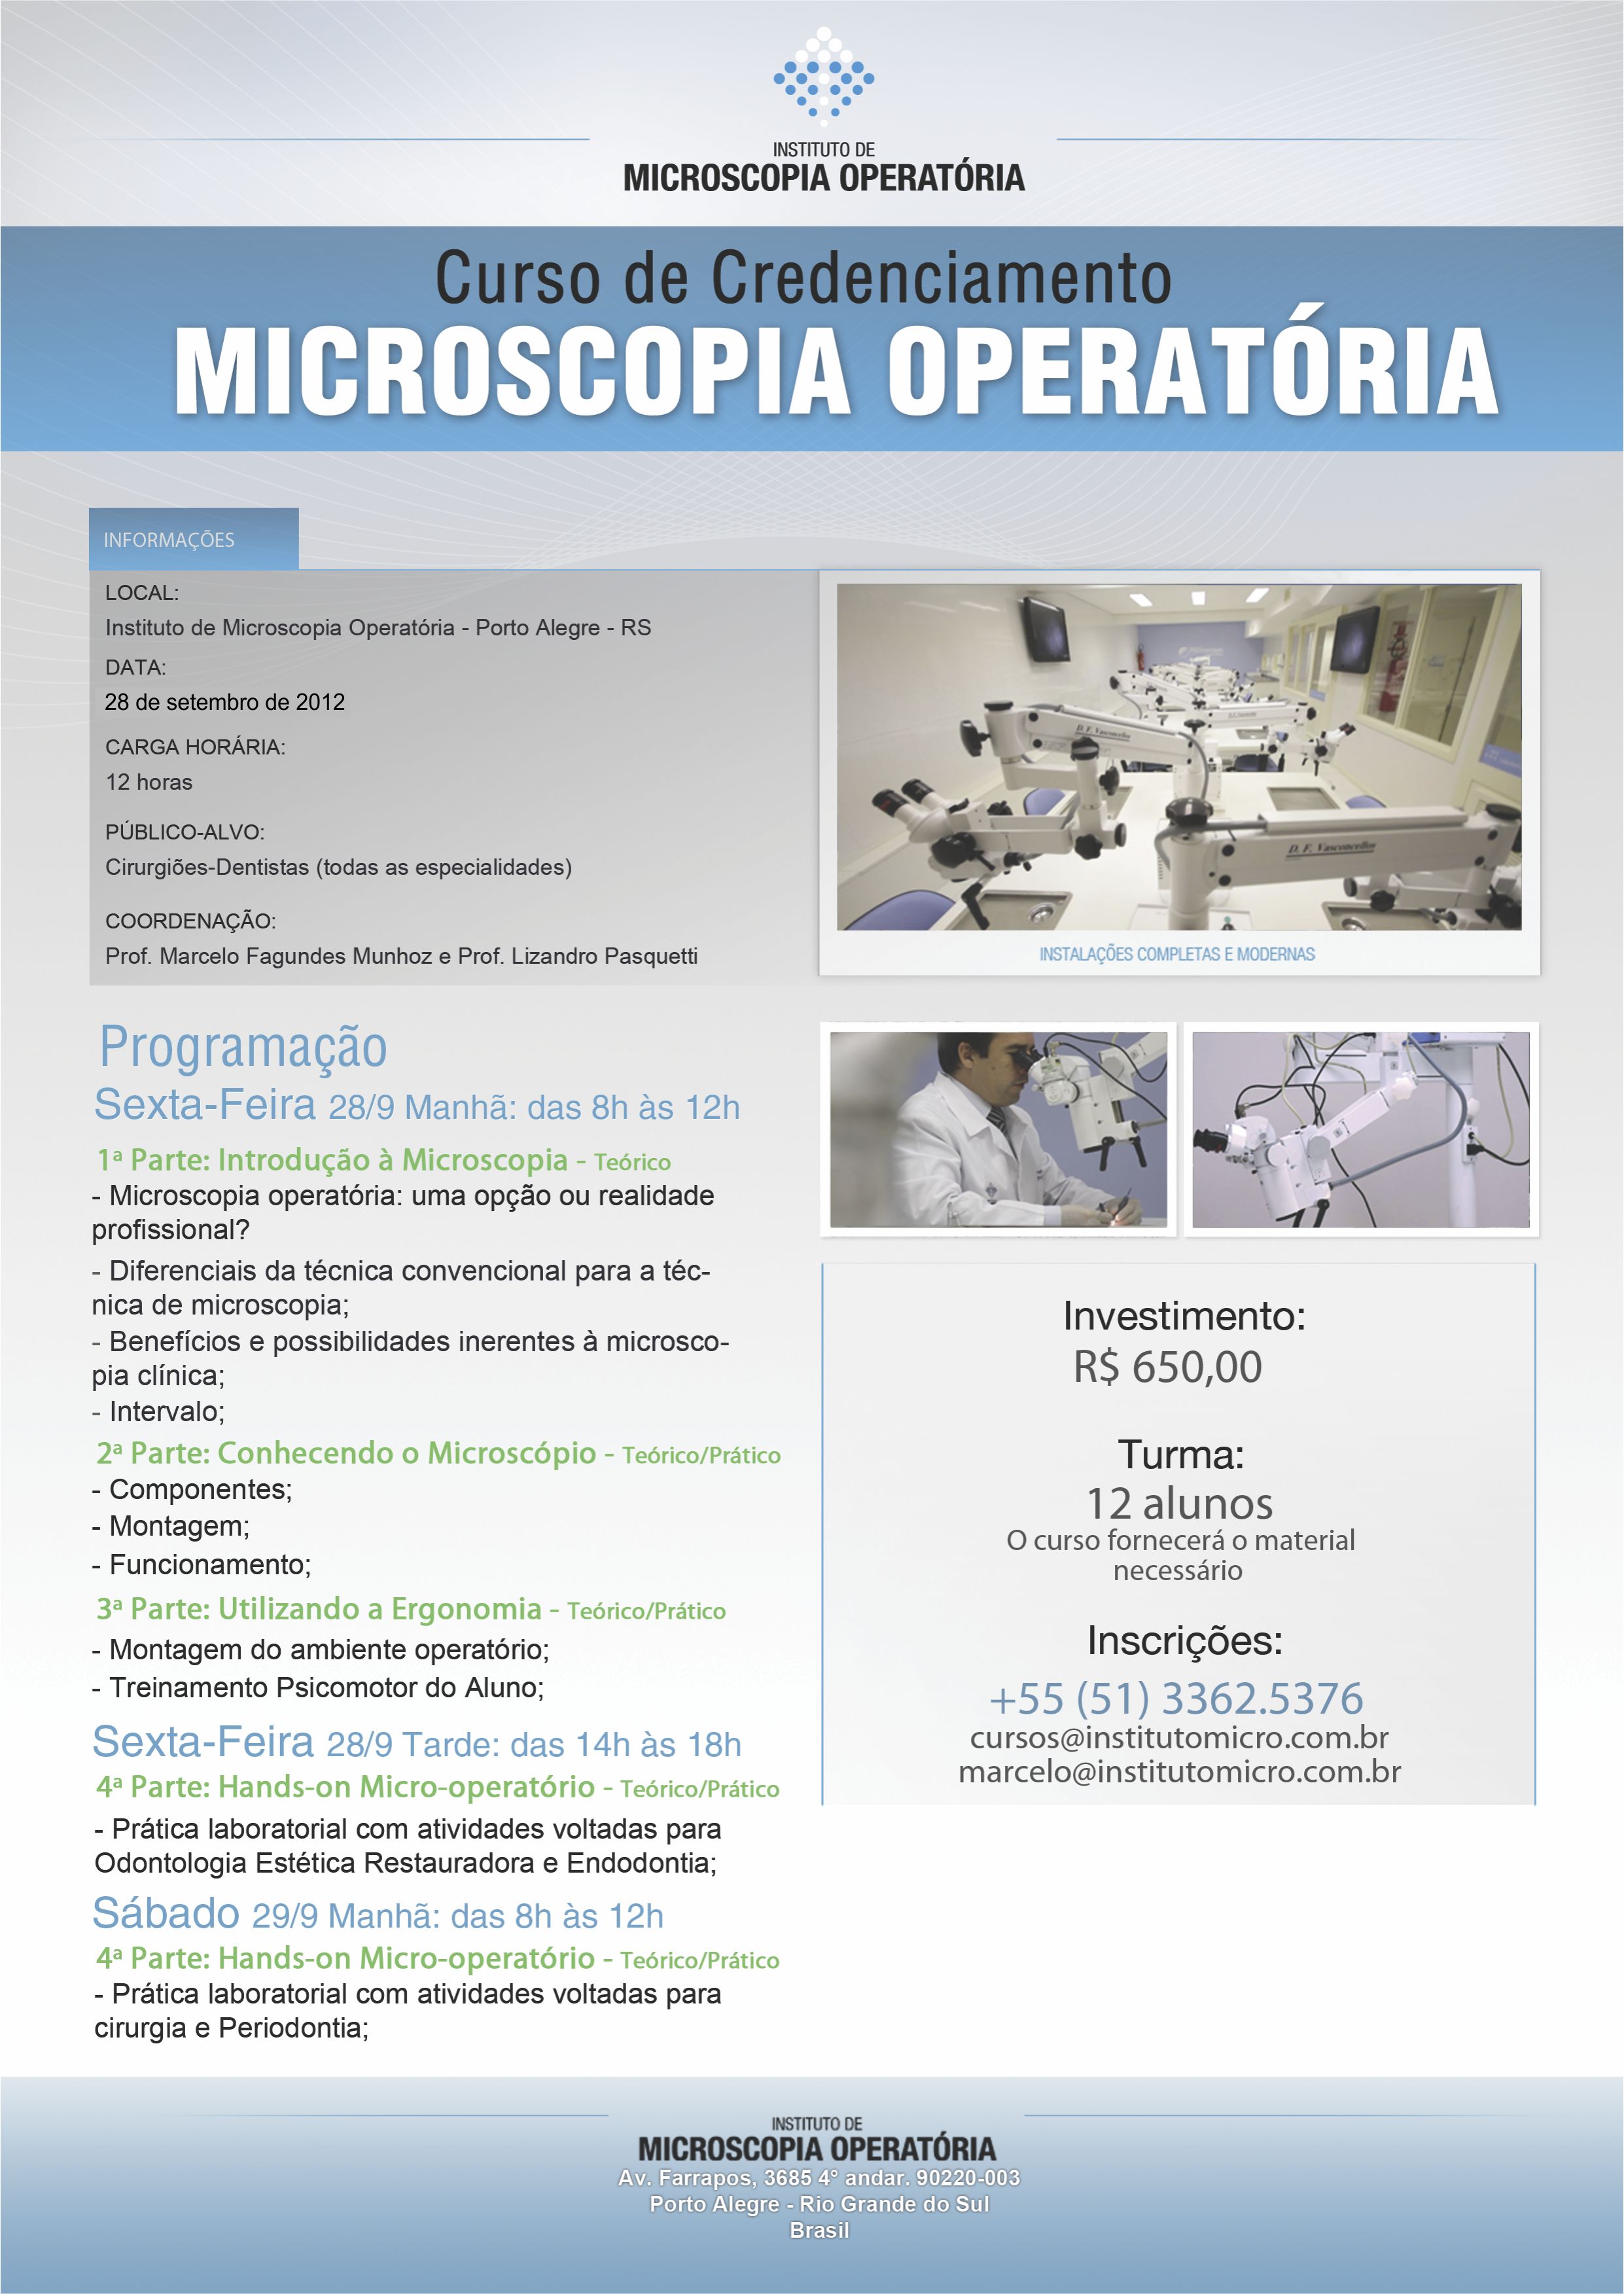 INSTITUTO DE
MICROSCOPIA OPERATÓRIA
Curso de Credenciamento
MICROSCOPIA OPERATÓRIA
INFORMAÇÕES
LOCAL:
Instituto de Microscopia Operatória - Porto Alegre - RS
DATA:
28 de setembro de 2012
CARGA HORÁRIA:
12 horas
PÚBLICO-ALVO:
Cirurgiões-Dentistas (todas as especialidades)
COORDENAÇÃO:
Prof. Marcelo Fagundes Munhoz e Prof. Lizandro Pasquetti
D. F. Vasconcellos
D. F. Vasconcellos
INSTALAÇÕES COMPLETAS E MODERNAS
Programação
Sexta-Feira 28/9 Manhã: das 8h às 12h
1ª Parte: Introdução à Microscopia - Teórico
- Microscopia operatória: uma opção ou realidade
profissional?
- Diferenciais da técnica convencional para a téc-
nica de microscopia;
- Benefícios e possibilidades inerentes à microsco-
pia clínica;
- Intervalo;
2ª Parte: Conhecendo o Microscópio - Teórico/Prático
- Componentes;
- Montagem;
- Funcionamento;
3ª Parte: Utilizando a Ergonomia - Teórico/Prático
- Montagem do ambiente operatório;
- Treinamento Psicomotor do Aluno;
Sexta-Feira 28/9 Tarde: das 14h às 18h
4ª Parte: Hands-on Micro-operatório - Teórico/Prático
- Prática laboratorial com atividades voltadas para
Odontologia Estética Restauradora e Endodontia;
Sábado 29/9 Manhã: das 8h às 12h
4ª Parte: Hands-on Micro-operatório - Teórico/Prático
- Prática laboratorial com atividades voltadas para
cirurgia e Periodontia;
Investimento:
R$ 650,00
Turma:
12 alunos
O curso fornecerá o material
necessário
Inscrições:
+55 (51) 3362.5376
cursos@institutomicro.com.br
marcelo@institutomicro.com.br
INSTITUTO DE
MICROSCOPIA OPERATÓRIA
Av. Farrapos, 3685 4° andar. 90220-003
Porto Alegre - Rio Grande do Sul
Brasil